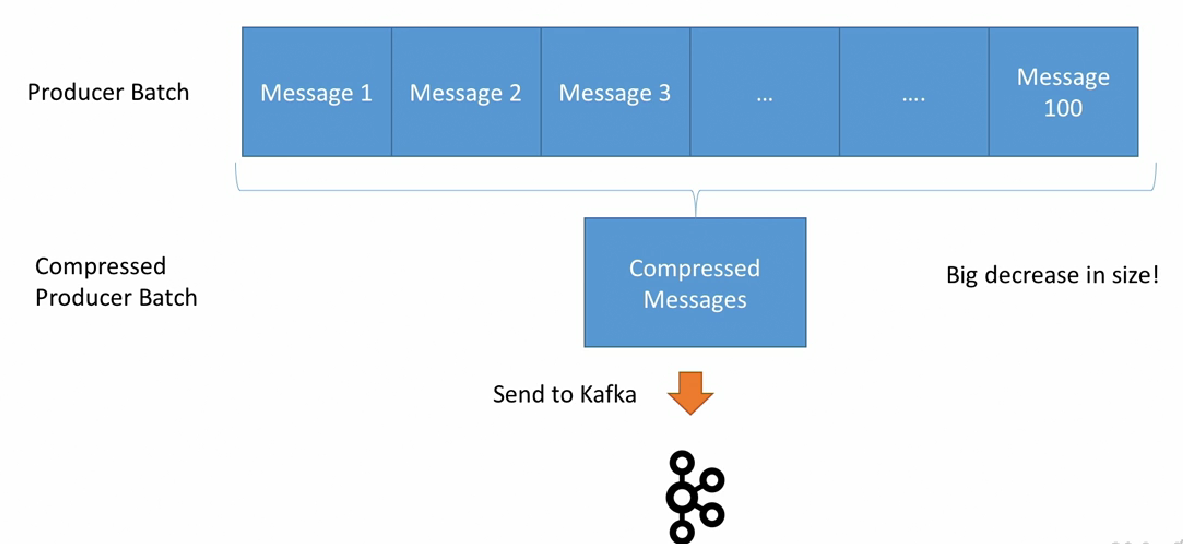 Producer Batch
Message 1
Message 2
Message 3
...
....
Message
100
Compressed
Producer Batch
Compressed
Messages
Big decrease in size!
Send to Kafka